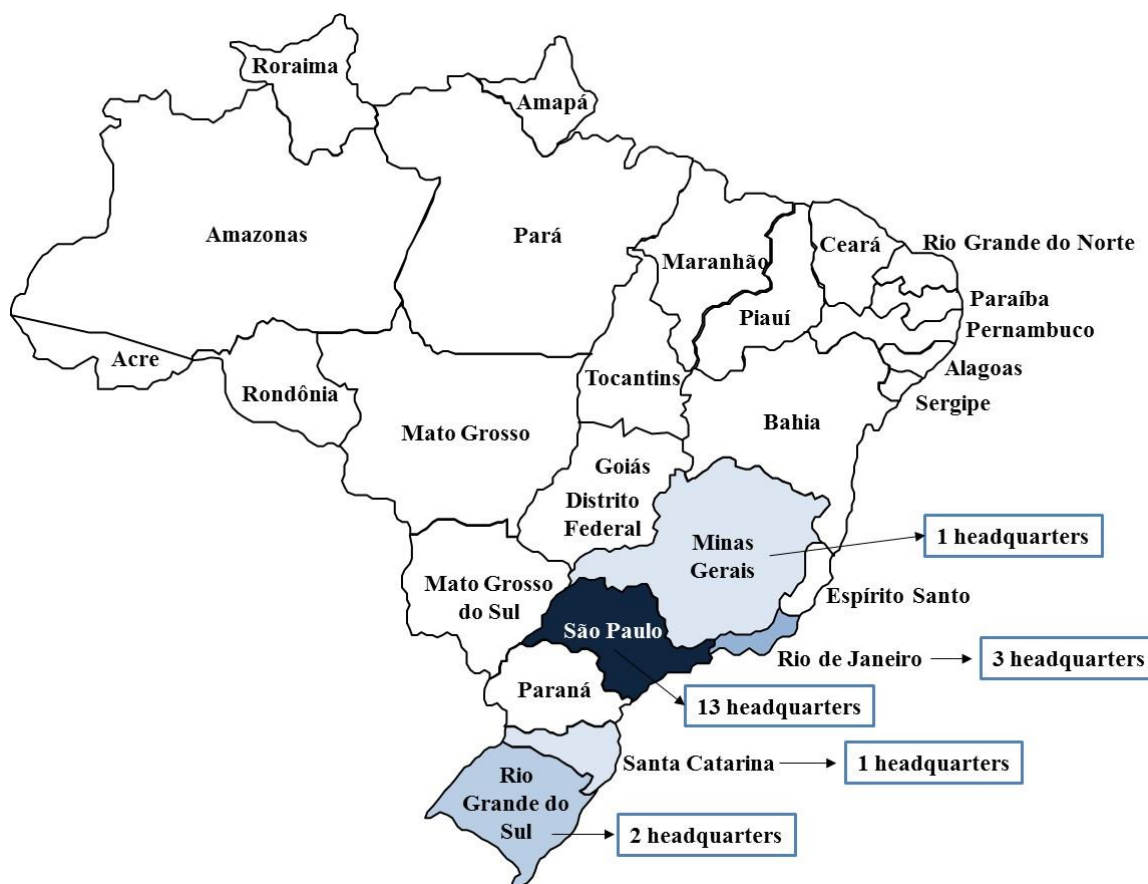 Roraima
Amapá
Amazonas
Pará
Maranhão
Ceará
Rio Grande do Norte
Piauí
Paraíba
Pernambuco
Acre
Rondônia
Tocantins
Alagoas
Sergipe
Mato Grosso
Bahia
Goiás
Distrito
Federal
Minas
Gerais
1 headquarters
Mato Grosso
do Sul
Espírito Santo
São Paulo
Rio de Janeiro
3 headquarters
Paraná
13 headquarters
Santa Catarina
1 headquarters
Rio
Grande do
Sul
2 headquarters